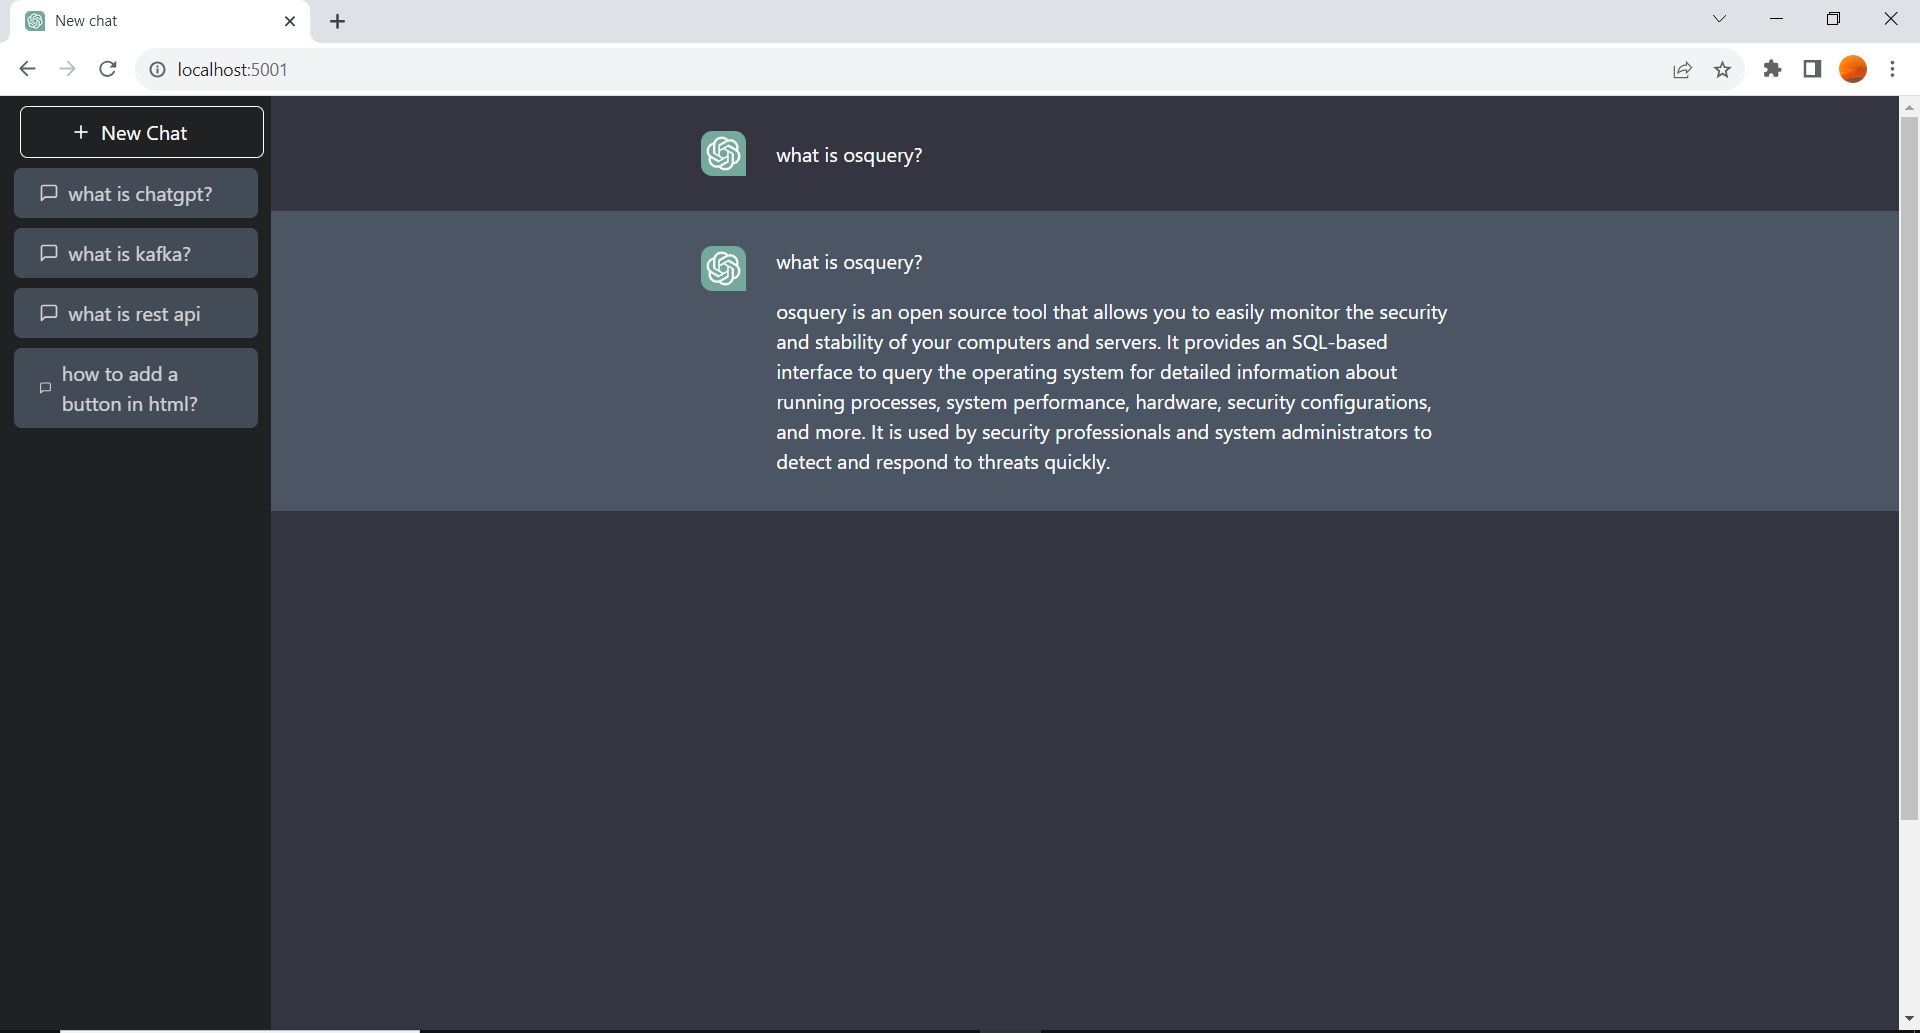 New chat
localhost:5001
New Chat
what is chatgpt?
what is kafka?
what is rest api
how to add a
button in html?
what is osquery?
what is osquery?
osquery is an open source tool that allows you to easily monitor the security
and stability of your computers and servers. It provides an SQL-based
interface to query the operating system for detailed information about
running processes, system performance, hardware, security configurations,
and more. It is used by security professionals and system administrators to
detect and respond to threats quickly.